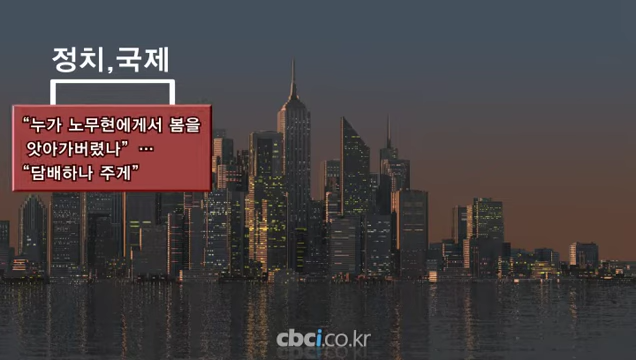 정치,국제
“누가 노무현에게서 봄을
앗아가버렸나” …
“담배하나 주게”
cbci.co.kr